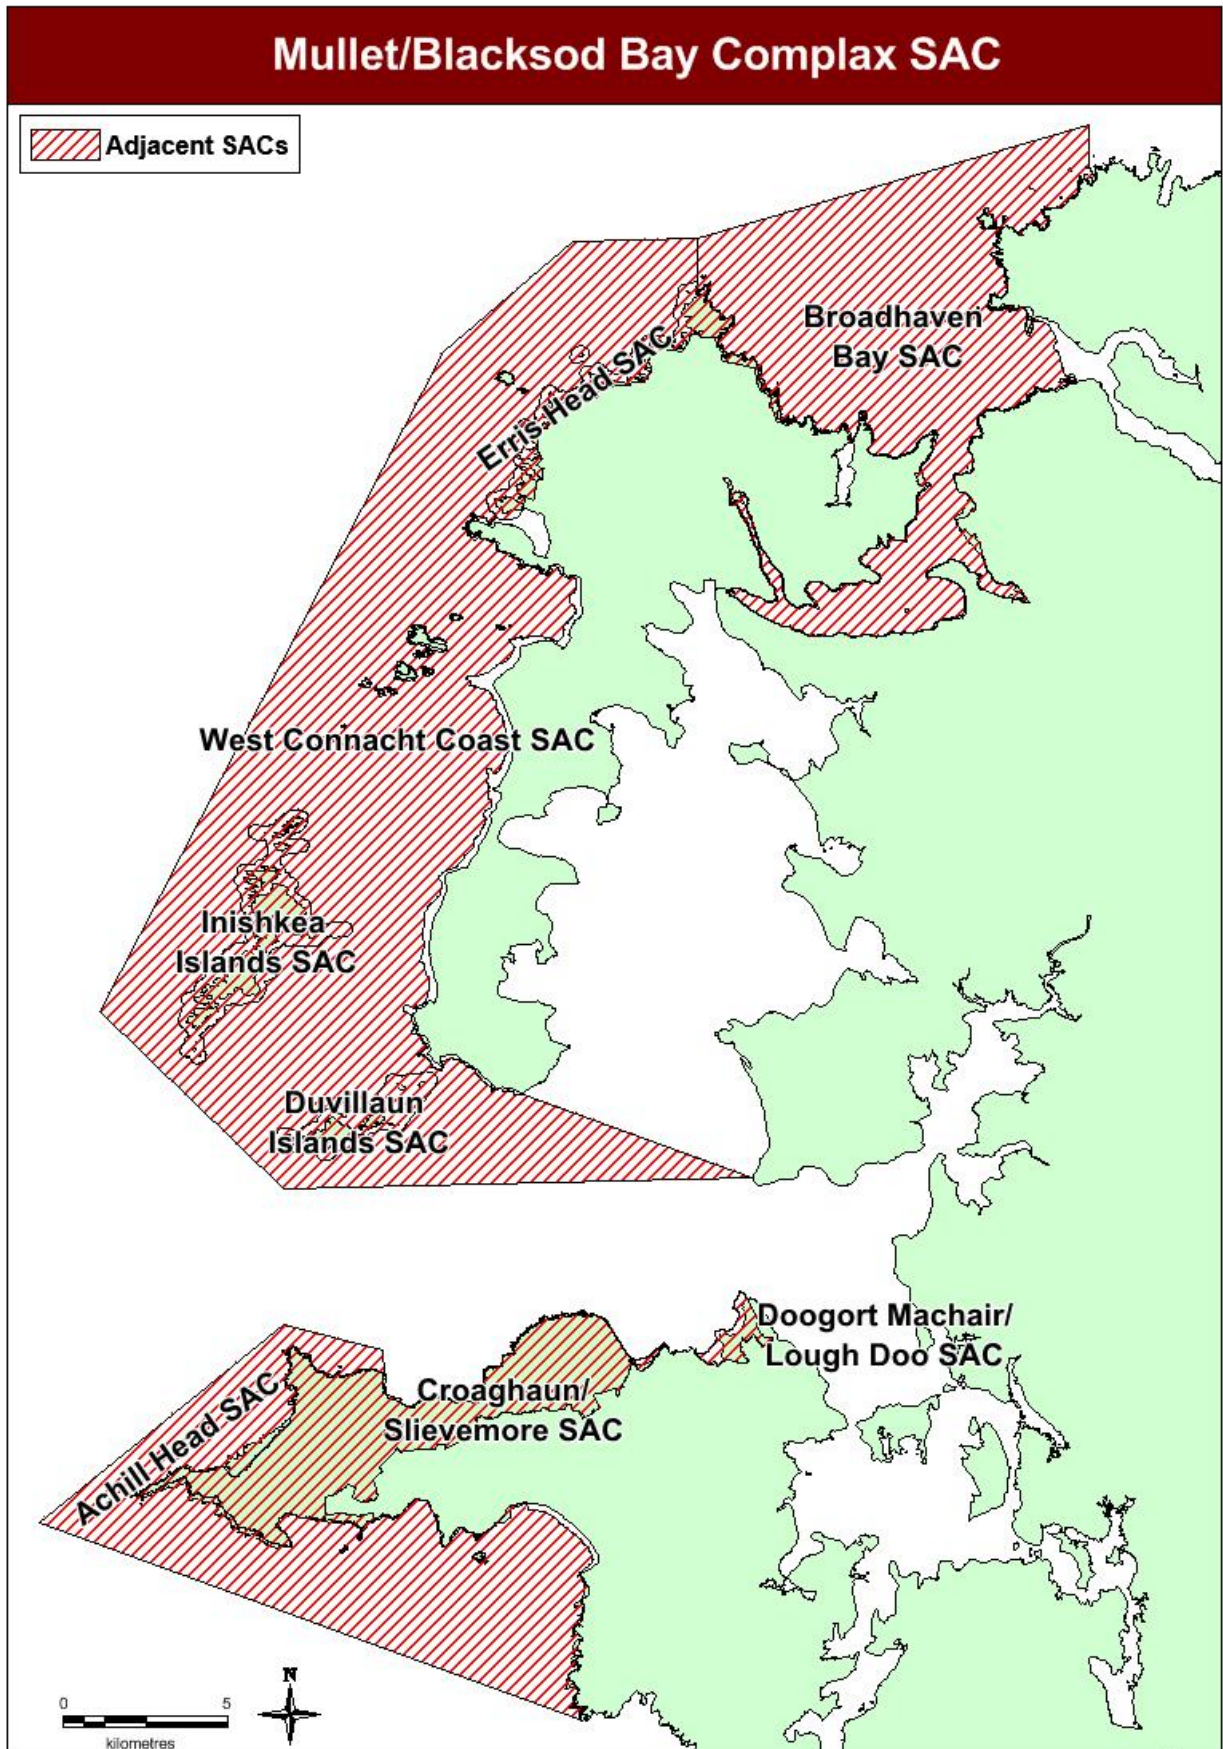 Mullet/Blacksod Bay Complax SAC
Adjacent SACs
Broadhaven
Bay SAC
Erris Head SAC
West Connacht Coast SAC
Inishkea
Islands SAC
Duvillaun
Islands SAC
Doogort Machair/
Lough Doo SAC
Croaghaun/
Slievemore SAC
Achill Head SAC
N
0 5
kilometres